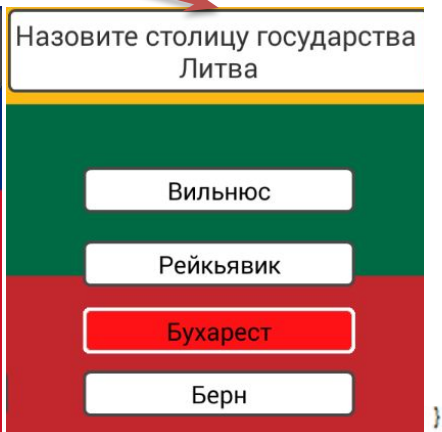 Назовите столицу государства
Литва
Вильнюс
Рейкьявик
Бухарест
Берн
}